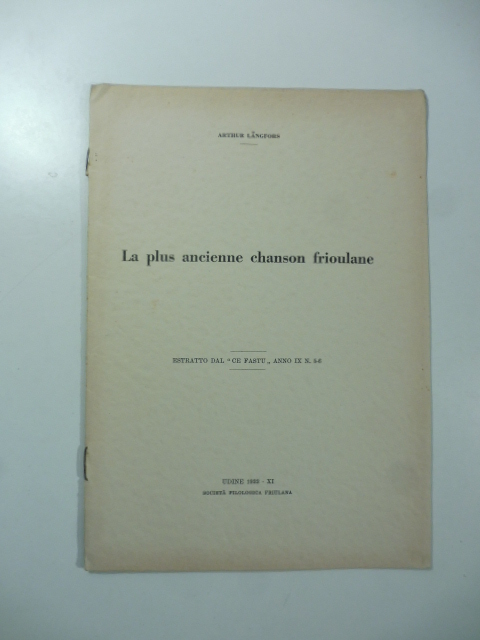 ARTHUR LÅNGFORS
La plus ancienne chanson frioulane
ESTRATTO DAL “ CE FASTU „ ANNO IX N. 5-6
UDINE 1933 - XI
SOCIETÀ FILOLOGICA FRIULANA